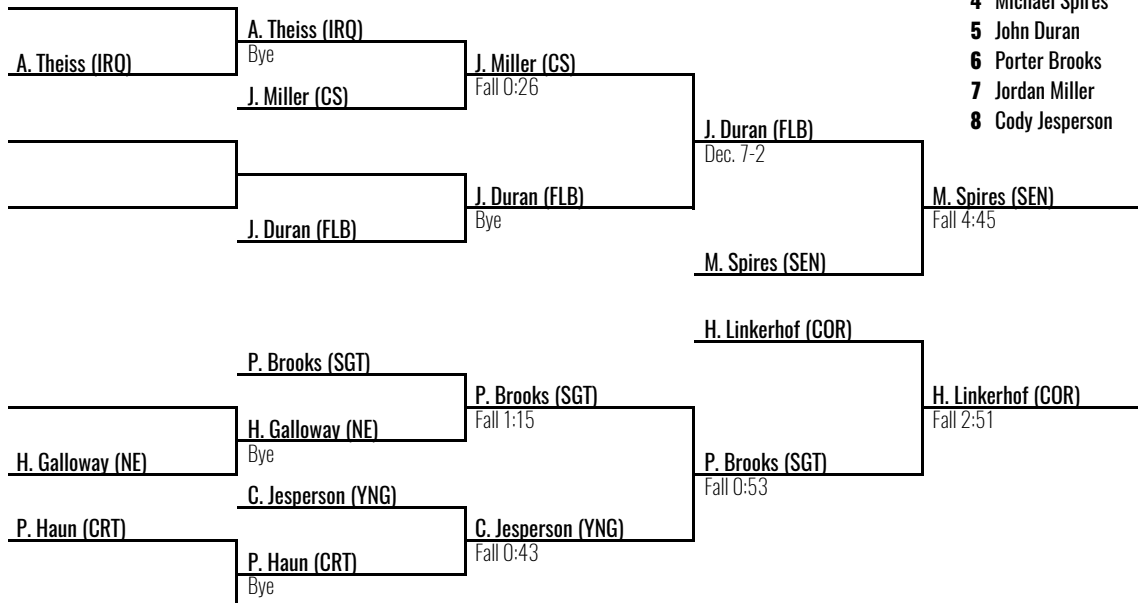 4 Michael Spires
5 John Duran
6 Porter Brooks
7 Jordan Miller
8 Cody Jesperson
A. Theiss (IRQ)
A. Theiss (IRQ)
Bye
J. Miller (CS)
J. Miller (CS)
Fall 0:26
J. Duran (FLB)
J. Duran (FLB)
Bye
J. Duran (FLB)
Dec. 7-2
M. Spires (SEN)
M. Spires (SEN)
Fall 4:45
H. Linkerhof (COR)
P. Brooks (SGT)
H. Galloway (NE)
H. Galloway (NE)
Bye
P. Brooks (SGT)
Fall 1:15
C. Jesperson (YNG)
P. Haun (CRT)
P. Haun (CRT)
Bye
C. Jesperson (YNG)
Fall 0:43
P. Brooks (SGT)
Fall 0:53
H. Linkerhof (COR)
Fall 2:51